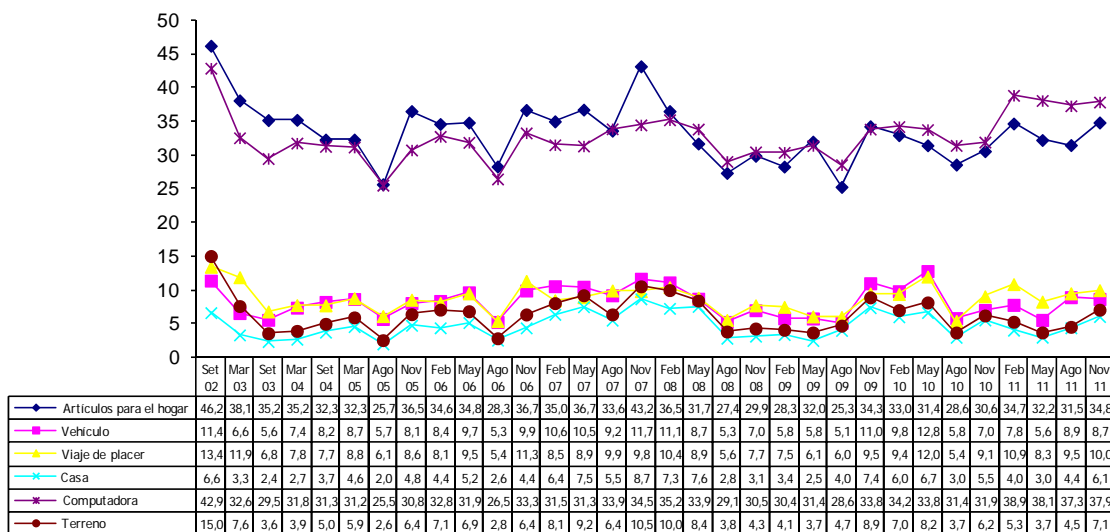 50
45
40
35
30
25
20
15
10
5
0
Set 02 Mar 03 Set 03 Mar 04 Set 04 Mar 05 Ago 05 Nov 05 Feb 06 May 06 Ago 06 Nov 06 Feb 07 May 07 Ago 07 Nov 07 Feb 08 May 08 Ago 08 Nov 08 Feb 09 May 09 Ago 09 Nov 09 Feb 10 May 10 Ago 10 Nov 10 Feb 11 May 11 Ago 11 Nov 11
Artículos para el hogar 46,2 38,1 35,2 35,2 32,3 32,3 25,7 36,5 34,6 34,8 28,3 36,7 35,0 36,7 33,6 43,2 36,5 31,7 27,4 29,9 28,3 32,0 25,3 34,3 33,0 31,4 28,6 30,6 34,7 32,2 31,5 34,8
Vehículo 11,4 6,6 5,6 7,4 8,2 8,7 5,7 8,1 8,4 9,7 5,3 9,9 10,6 10,5 9,2 11,7 11,1 8,7 5,3 7,0 5,8 5,8 5,1 11,0 9,8 12,8 5,8 7,0 7,8 5,6 8,9 8,7
Viaje de placer 13,4 11,9 6,8 7,8 7,7 8,8 6,1 8,6 8,1 9,5 5,4 11,3 8,5 8,9 9,9 9,8 10,4 8,9 5,6 7,7 7,5 6,1 6,0 9,5 9,4 12,0 5,4 9,1 10,9 8,3 9,5 10,0
Casa 6,6 3,3 2,4 2,7 3,7 4,6 2,0 4,8 4,4 5,2 2,6 4,4 6,4 7,5 5,5 8,7 7,3 7,6 2,8 3,1 3,4 2,5 4,0 7,4 6,0 6,7 3,0 5,5 4,0 3,0 4,4 6,1
Computadora 42,9 32,6 29,5 31,8 31,3 31,2 25,5 30,8 32,8 31,9 26,5 33,3 31,5 31,3 33,9 34,5 35,2 33,9 29,1 30,5 30,4 31,4 28,6 33,8 34,2 33,8 31,4 31,9 38,9 38,1 37,3 37,9
Terreno 15,0 7,6 3,6 3,9 5,0 5,9 2,6 6,4 7,1 6,9 2,8 6,4 8,1 9,2 6,4 10,5 10,0 8,4 3,8 4,3 4,1 3,7 4,7 8,9 7,0 8,2 3,7 6,2 5,3 3,7 4,5 7,1